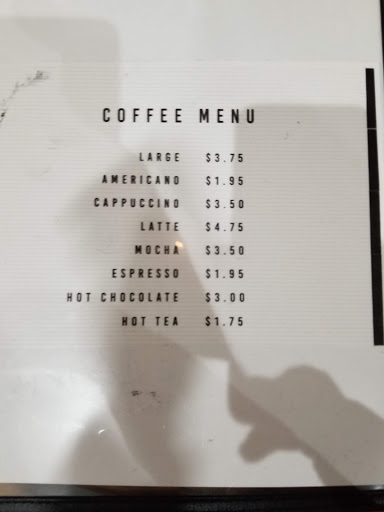 COFFEE MENU
LARGE $3.75
AMERICANO $1.95
CAPPUCCINO $3.50
LATTE $4.75
MOCHA $3.50
ESPRESSO $1.95
HOT CHOCOLATE $3.00
HOT TEA $1.75